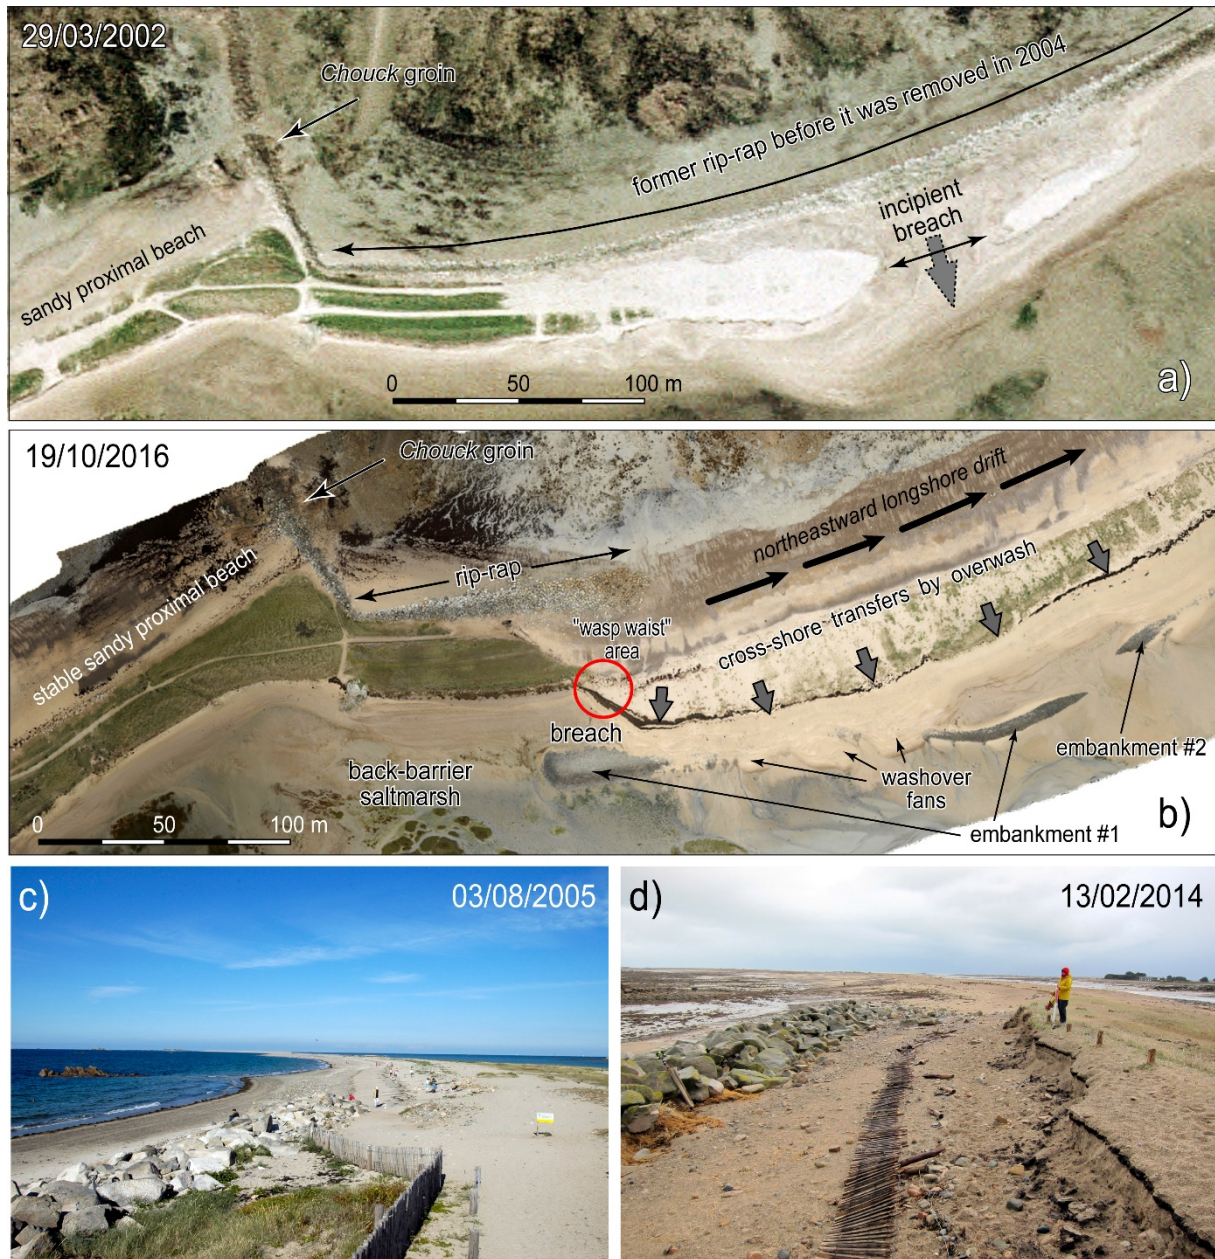 29/03/2002
Chouck groin
former rip-rap before it was removed in 2004
incipient
breach
sandy proximal beach
0 50 100 m
a)
19/10/2016
Chouck groin
northeastward longshore drift
rip-rap
stable sandy proximal beach
"wasp waist"
area
cross-shore transfers by overwash
breach
embankment #2
back-barrier
saltmarsh
washover
fans
0 50 100 m
embankment #1
b)
c)
03/08/2005
d)
13/02/2014